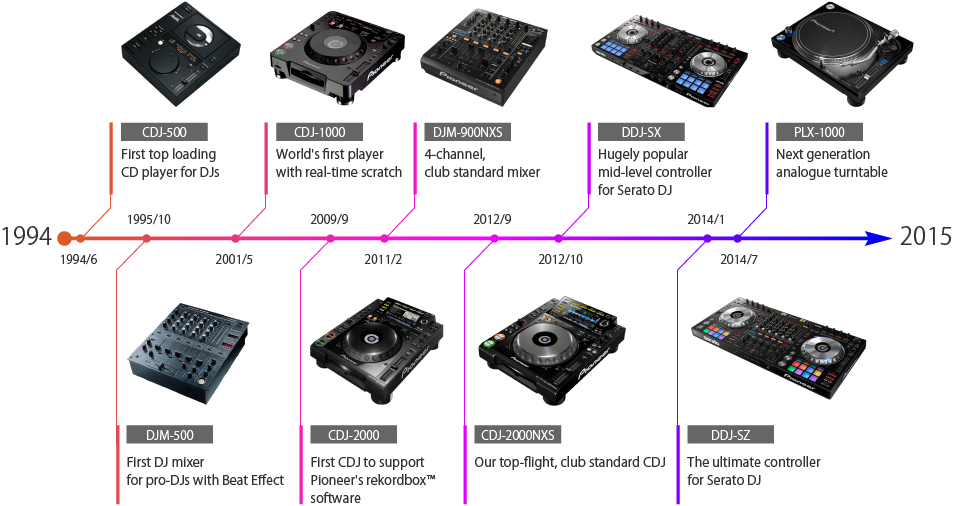 CDJ-500
First top loading
CD player for DJs
CDJ-1000
World's first player
with real-time scratch
DJM-900NXS
4-channel,
club standard mixer
DDJ-SX
Hugely popular
mid-level controller
for Serato DJ
PLX-1000
Next generation
analogue turntable
1994
1995/10
2009/9
2012/9
2014/1
2015
1994/6
2001/5
2011/2
2012/10
2014/7
DJM-500
First DJ mixer
for pro-DJs with Beat Effect
CDJ-2000
First CDJ to support
Pioneer's rekordbox™
software
CDJ-2000NXS
Our top-flight, club standard CDJ
DDJ-SZ
The ultimate controller
for Serato DJ
Pioneer
Pioneer
Pioneer
Pioneer
Pioneer